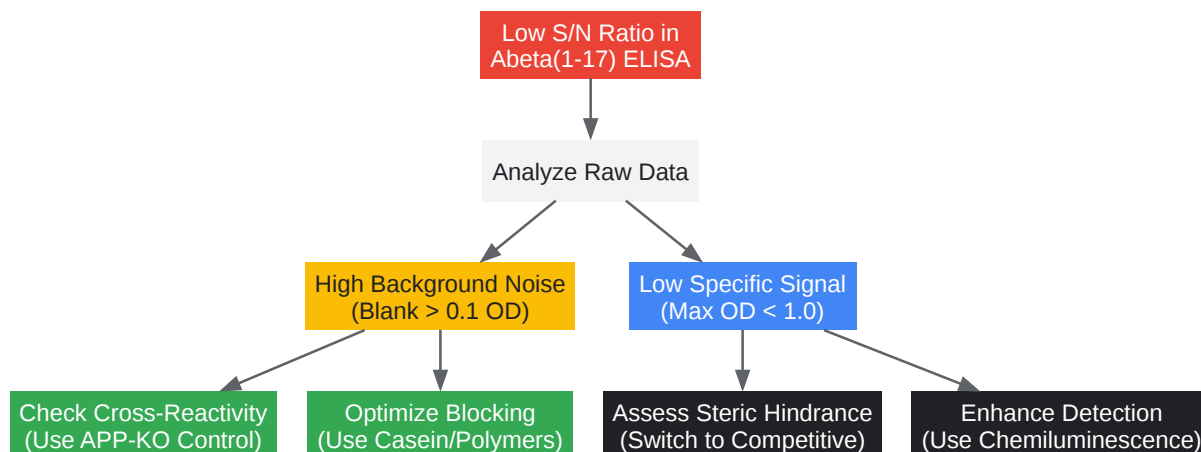 Low S/N Ratio in
Abeta(1-17) ELISA
Analyze Raw Data
High Background Noise
(Blank > 0.1 OD)
Low Specific Signal
(Max OD < 1.0)
Check Cross-Reactivity
(Use APP-KO Control)
Optimize Blocking
(Use Casein/Polymers)
Assess Steric Hindrance
(Switch to Competitive)
Enhance Detection
(Use Chemiluminescence)